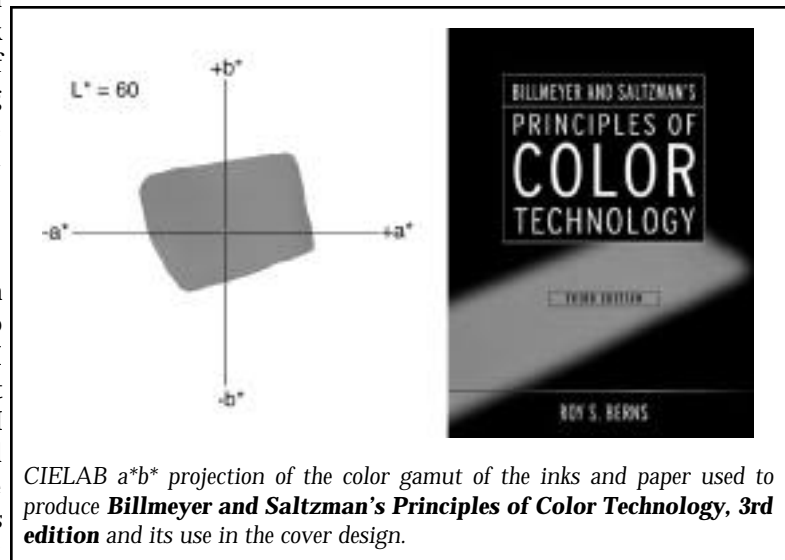 L* = 60
+b*
-a*
+a*
-b*
BILLMEYER AND SALTZMAN'S
PRINCIPLES OF
COLOR
TECHNOLOGY
THIRD EDITION
ROY S. BERNS
CIELAB a*b* projection of the color gamut of the inks and paper used to
produce Billmeyer and Saltzman's Principles of Color Technology, 3rd
edition and its use in the cover design.